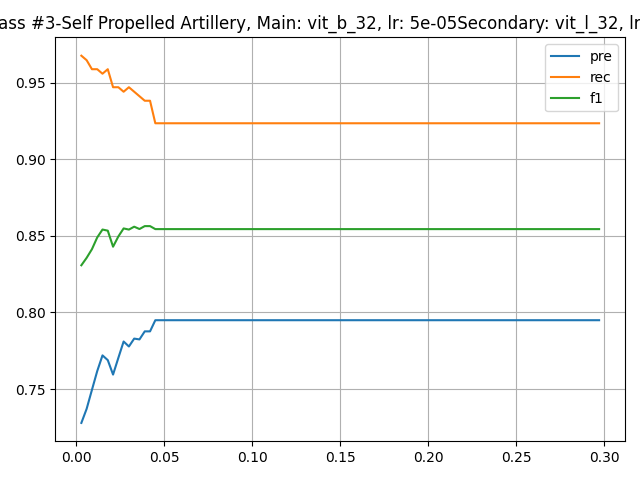 ass #3-Self Propelled Artillery, Main: vit_b_32, lr: 5e-05Secondary: vit_l_32, lr
pre
rec
f1
0.95
0.90
0.85
0.80
0.75
0.00 0.05 0.10 0.15 0.20 0.25 0.30